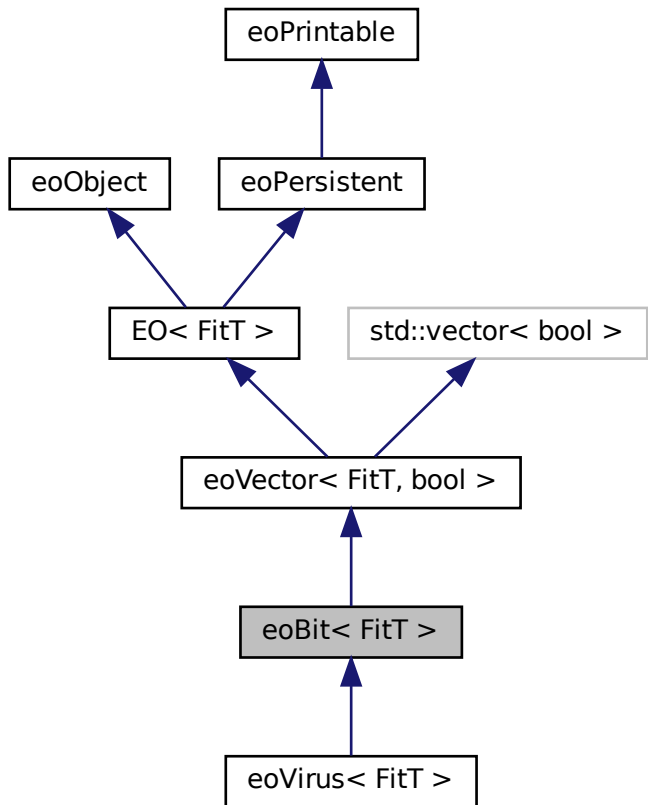 eoPrintable
eoObject
eoPersistent
EO< FitT >
std::vector< bool >
eoVector< FitT, bool >
eoBit< FitT >
eoVirus< FitT >